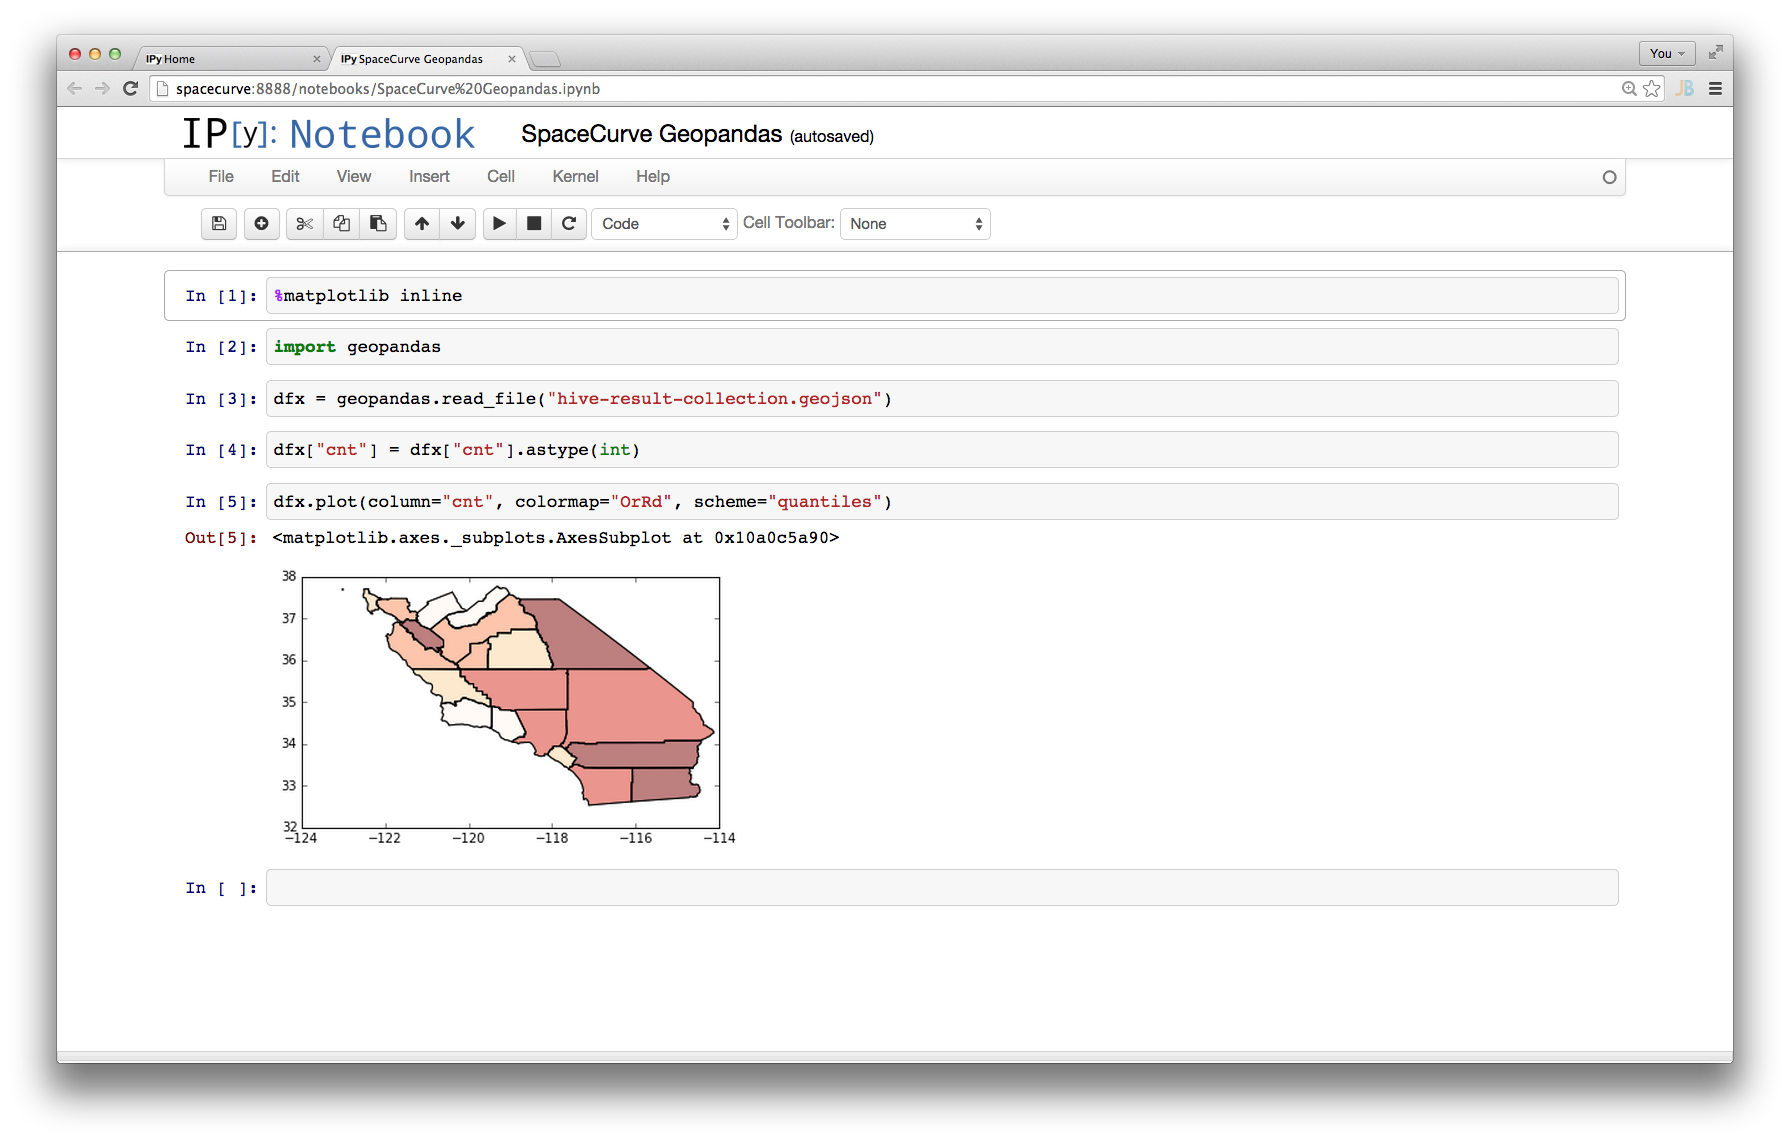 IPy Home
IPy SpaceCurve Geopandas
You
spacecurve:8888/notebooks/SpaceCurve%20Geopandas.ipynb
JB
IP[y]: Notebook
SpaceCurve Geopandas (autosaved)
File Edit View Insert Cell Kernel Help
Code
Cell Toolbar:
None
In [1]: %matplotlib inline
In [2]: import geopandas
In [3]: dfx = geopandas.read_file("hive-result-collection.geojson")
In [4]: dfx["cnt"] = dfx["cnt"].astype(int)
In [5]: dfx.plot(column="cnt", colormap="OrRd", scheme="quantiles")
Out[5]: <matplotlib.axes._subplots.AxesSubplot at 0x10a0c5a90>
38
37
36
35
34
33
32
−124 −122 −120 −118 −116 −114
In [ ]: